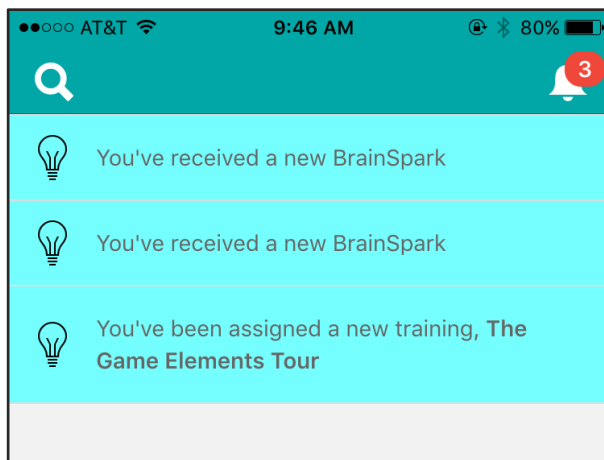 AT&T 9:46 AM 80%
3
You've received a new BrainSpark
You've received a new BrainSpark
You've been assigned a new training, The
Game Elements Tour